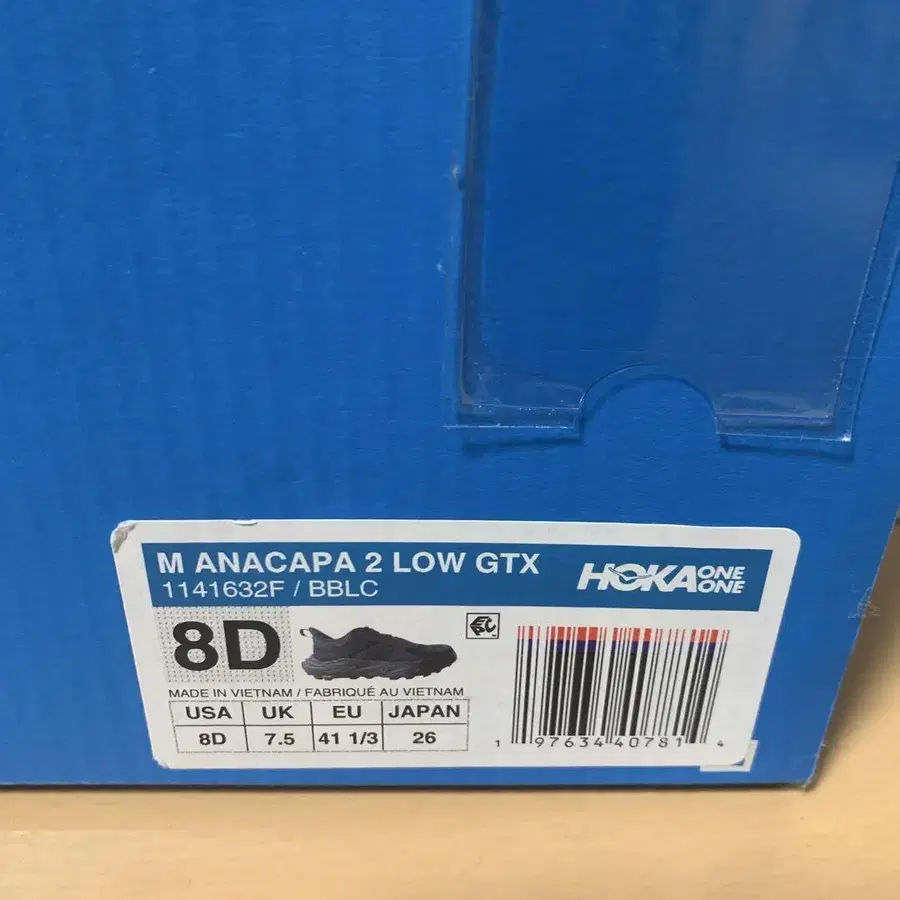 M ANACAPA 2 LOW GTX
1141632F / BBLC
HOKA ONE ONE
8D
MADE IN VIETNAM / FABRIQUÉ AU VIETNAM
USA UK EU JAPAN
8D 7.5 41 1/3 26
1 97634 40781 4